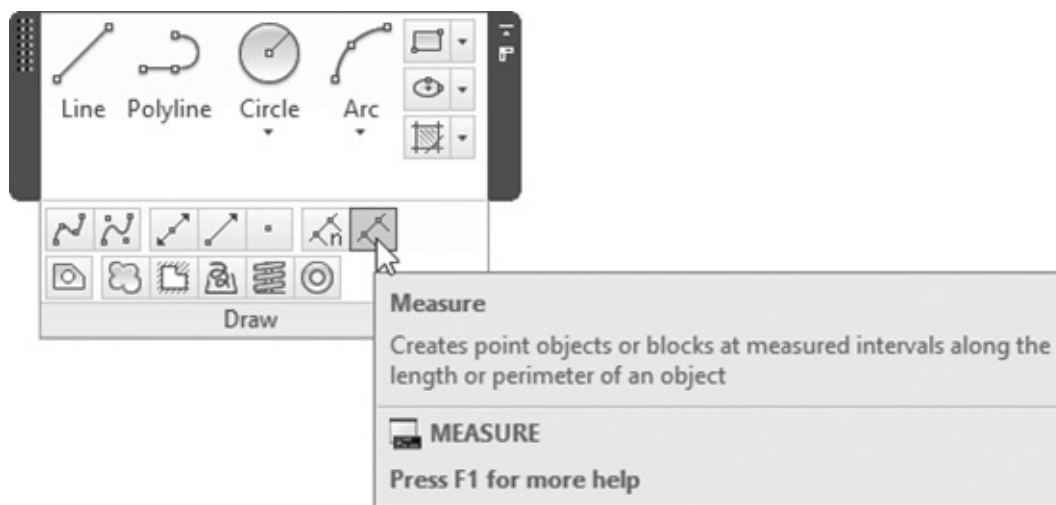 Line Polyline Circle Arc
n
Draw
Measure
Creates point objects or blocks at measured intervals along the
length or perimeter of an object
MEASURE
Press F1 for more help